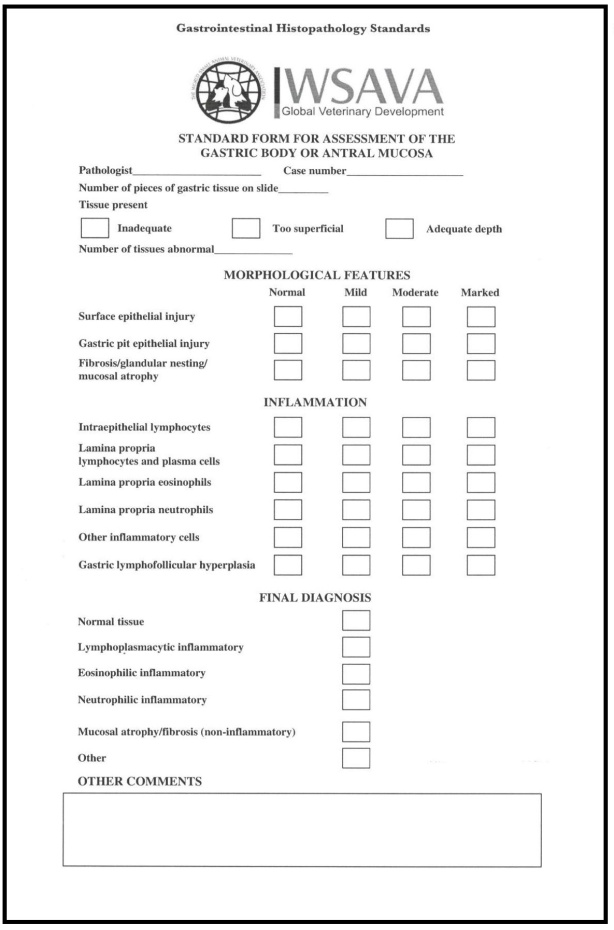 Gastrointestinal Histopathology Standards
WSAVA
Global Veterinary Development
STANDARD FORM FOR ASSESSMENT OF THE
GASTRIC BODY OR ANTRAL MUCOSA
Pathologist Case number
Number of pieces of gastric tissue on slide
Tissue present
Inadequate Too superficial Adequate depth
Number of tissues abnormal
MORPHOLOGICAL FEATURES
Normal Mild Moderate Marked
Surface epithelial injury
Gastric pit epithelial injury
Fibrosis/glandular nesting/
mucosal atrophy
INFLAMMATION
Intraepithelial lymphocytes
Lamina propria
lymphocytes and plasma cells
Lamina propria eosinophils
Lamina propria neutrophils
Other inflammatory cells
Gastric lymphofollicular hyperplasia
FINAL DIAGNOSIS
Normal tissue
Lymphoplasmacytic inflammatory
Eosinophilic inflammatory
Neutrophilic inflammatory
Mucosal atrophy/fibrosis (non-inflammatory)
Other
OTHER COMMENTS